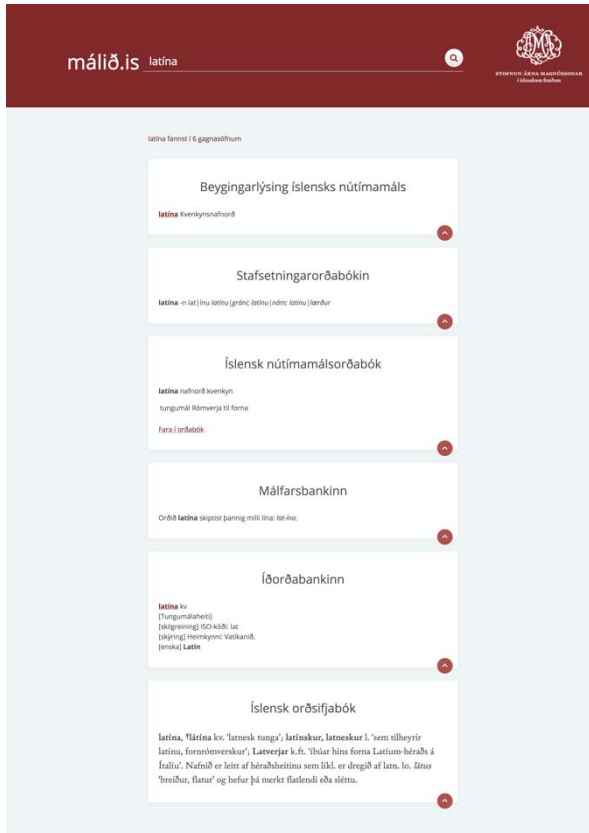 málið.is latína
STOFNUN ÁRNA MAGNÚSSONAR
í íslenskum fræðum
latína fannst í 6 gagnasöfnum
Beygingarlýsing íslensks nútímamáls
latína Kvenkynsnafnorð
Stafsetningarorðabókin
latína -n lat|ínu latínu|gráni; latínu|nám; latínu|lærður
Íslensk nútímamálsorðabók
latína nafnorð kvenkyn
tungumál Rómverja til forna
Fara í orðabók
Málfarsbankinn
Orðið latína skiptist þannig milli lína: lat-ína.
Íðorðabankinn
latína kv
[Tungumálaheiti]
[skilgreining] ISO-kóði: lat
[skýring] Heimkynni: Vatíkanið.
[enska] Latin
Íslensk orðsifjabók
latína, †látína kv. ‘latnesk tunga’; latínskur, latneskur l. ‘sem tilheyrir
latínu, fornrómverskur’; Latverjar k.ft. ‘íbúar hins forna Latíum-héraðs á
Ítalíu’. Nafnið er leitt af héraðsheitinu sem líkl. er dregið af latn. lo. lātus
‘breiður, flatur’ og hefur þá merkt flatlendi eða sléttu.